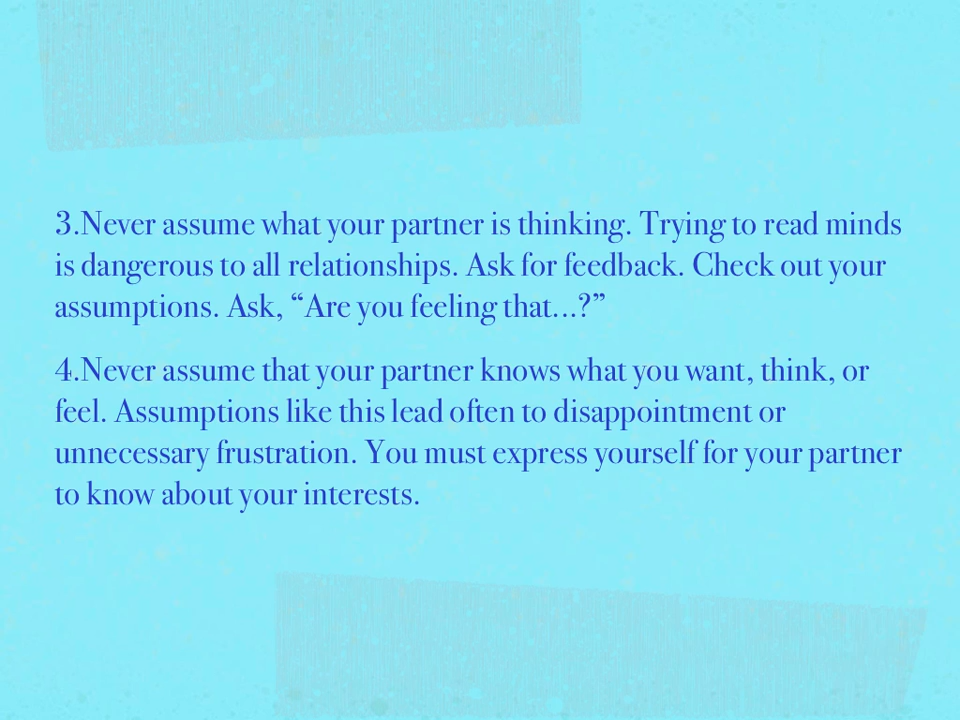 3.Never assume what your partner is thinking. Trying to read minds
is dangerous to all relationships. Ask for feedback. Check out your
assumptions. Ask, “Are you feeling that...?”
4.Never assume that your partner knows what you want, think, or
feel. Assumptions like this lead often to disappointment or
unnecessary frustration. You must express yourself for your partner
to know about your interests.